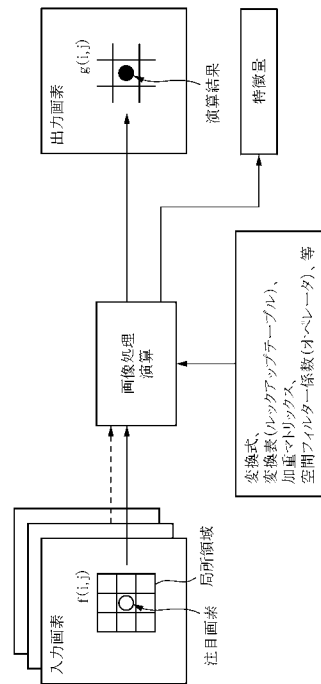 入力画素
f(i,j)
局所領域
注目画素
画像処理
演算
変換式、
変換表(ルックアップテーブル)、
加重マトリックス、
空間フィルター係数(オペレータ)、等
出力画素
g(i,j)
演算結果
特徴量